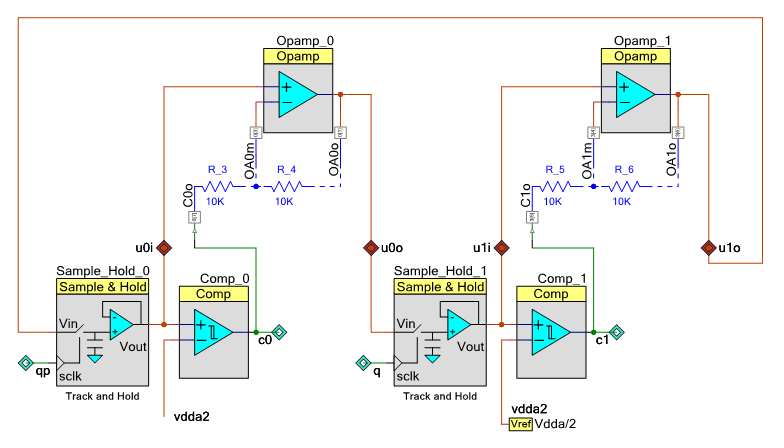 Opamp_0
Opamp
Opamp_1
Opamp
R_3
OA0m
R_4
OA0o
C0o
10K
10K
R_5
OA1m
R_6
OA1o
C1o
10K
10K
u0i
u0o
u1i
u1o
Sample_Hold_0
Sample & Hold
Comp_0
Comp
Sample_Hold_1
Sample & Hold
Comp_1
Comp
Vin
Vout
c0
Vin
Vout
c1
qp
sclk
q
sclk
Track and Hold
Track and Hold
vdda2
vdda2
Vref Vdda/2